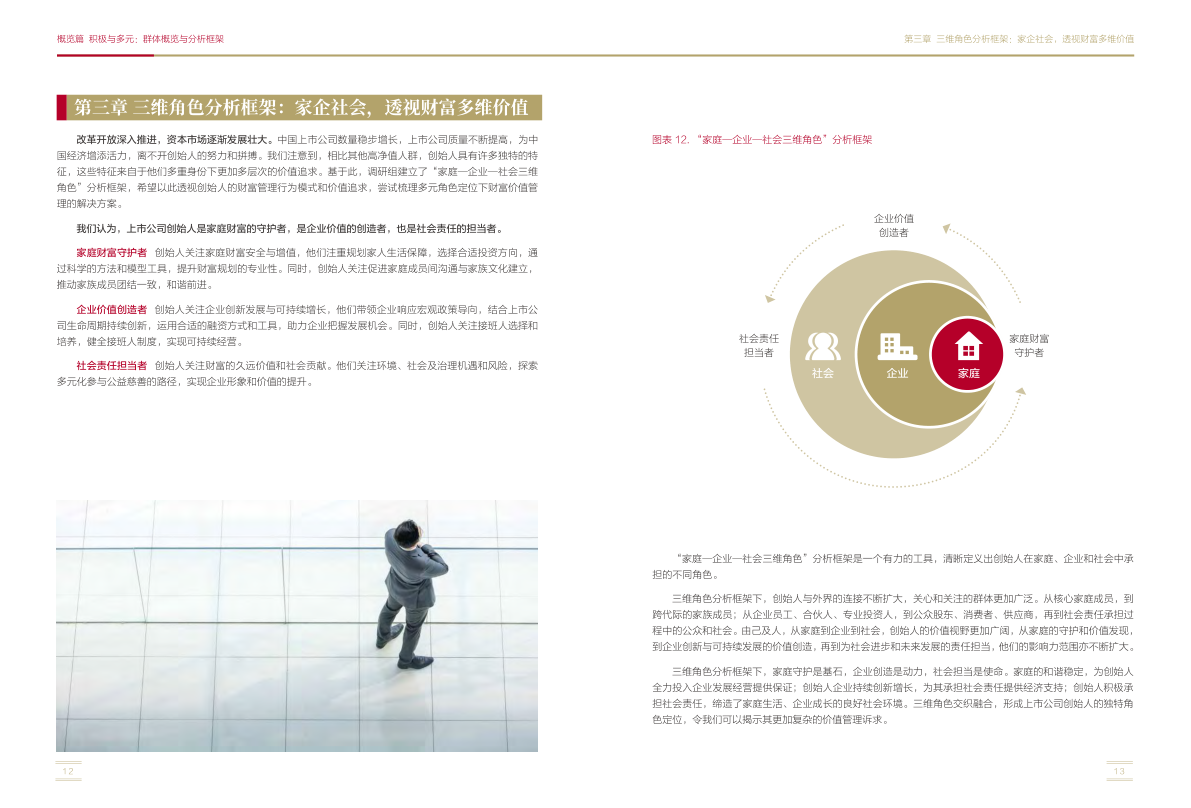 概览篇 积极与多元：群体概览与分析框架
第三章 三维角色分析框架：家企社会，透视财富多维价值
第三章 三维角色分析框架：家企社会，透视财富多维价值
改革开放深入推进，资本市场逐渐发展壮大。中国上市公司数量稳步增长，上市公司质量不断提高，为中
国经济增添活力，离不开创始人的努力和拼搏。我们注意到，相比其他高净值人群，创始人具有许多独特的特
征，这些特征来自于他们多重身份下更加多层次的价值追求。基于此，调研组建立了“家庭—企业—社会三维
角色”分析框架，希望以此透视创始人的财富管理行为模式和价值追求，尝试梳理多元角色定位下财富价值管
理的解决方案。
我们认为，上市公司创始人是家庭财富的守护者，是企业价值的创造者，也是社会责任的担当者。
家庭财富守护者 创始人关注家庭财富安全与增值，他们注重规划家人生活保障，选择合适投资方向，通
过科学的方法和模型工具，提升财富规划的专业性。同时，创始人关注促进家庭成员间沟通与家族文化建立，
推动家族成员团结一致，和谐前进。
企业价值创造者 创始人关注企业创新发展与可持续增长，他们带领企业响应宏观政策导向，结合上市公
司生命周期持续创新，运用合适的融资方式和工具，助力企业把握发展机会。同时，创始人关注接班人选择和
培养，健全接班人制度，实现可持续经营。
社会责任担当者 创始人关注财富的久远价值和社会贡献。他们关注环境、社会及治理机遇和风险，探索
多元化参与公益慈善的路径，实现企业形象和价值的提升。
12
图表 12. “家庭—企业—社会三维角色”分析框架
企业价值
创造者
社会责任
担当者
家庭财富
守护者
社会
企业
家庭
“家庭—企业—社会三维角色”分析框架是一个有力的工具，清晰定义出创始人在家庭、企业和社会中承
担的不同角色。
三维角色分析框架下，创始人与外界的连接不断扩大，关心和关注的群体更加广泛。从核心家庭成员，到
跨代际的家族成员；从企业员工、合伙人、专业投资人，到公众股东、消费者、供应商，再到社会责任承担过
程中的公众和社会。由己及人，从家庭到企业到社会，创始人的价值视野更加广阔，从家庭的守护和价值发现，
到企业创新与可持续发展的价值创造，再到为社会进步和未来发展的责任担当，他们的影响力范围亦不断扩大。
三维角色分析框架下，家庭守护是基石，企业创造是动力，社会担当是使命。家庭的和谐稳定，为创始人
全力投入企业发展经营提供保证；创始人企业持续创新增长，为其承担社会责任提供经济支持；创始人积极承
担社会责任，缔造了家庭生活、企业成长的良好社会环境。三维角色交织融合，形成上市公司创始人的独特角
色定位，令我们可以揭示其更加复杂的价值管理诉求。
13